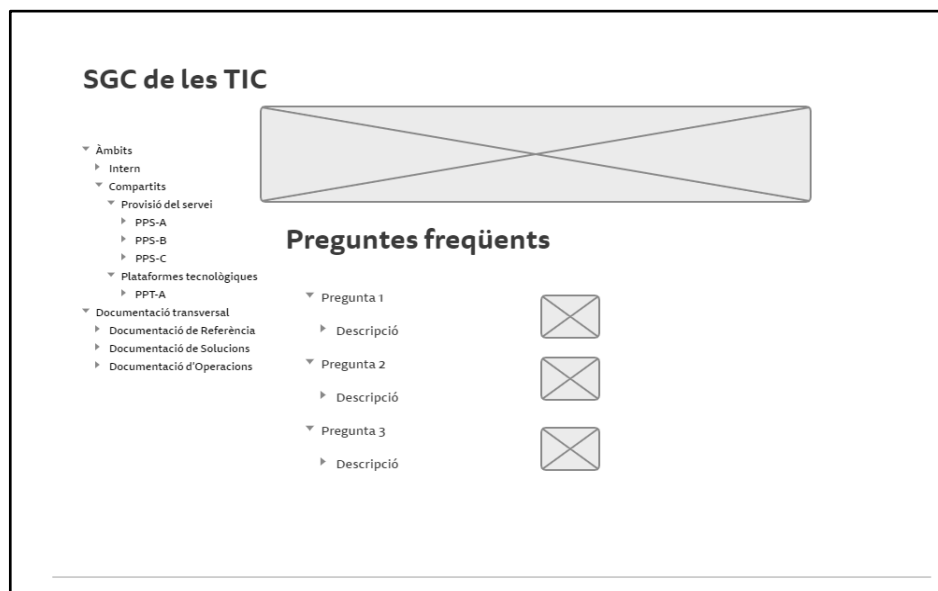 SGC de les TIC
Àmbits
Intern
Compartits
Provisió del servei
PPS-A
PPS-B
PPS-C
Plataformes tecnològiques
PPT-A
Documentació transversal
Documentació de Referència
Documentació de Solucions
Documentació d'Operacions
Preguntes freqüents
Pregunta 1
Descripció
Pregunta 2
Descripció
Pregunta 3
Descripció